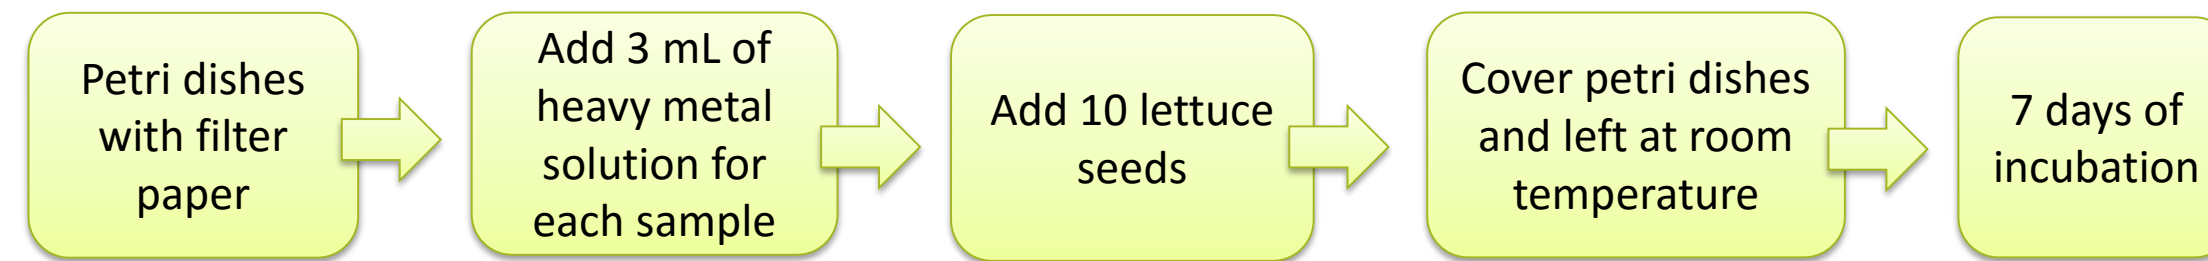 Petri dishes
with filter
paper
Add 3 mL of
heavy metal
solution for
each sample
Add 10 lettuce
seeds
Cover petri dishes
and left at room
temperature
7 days of
incubation